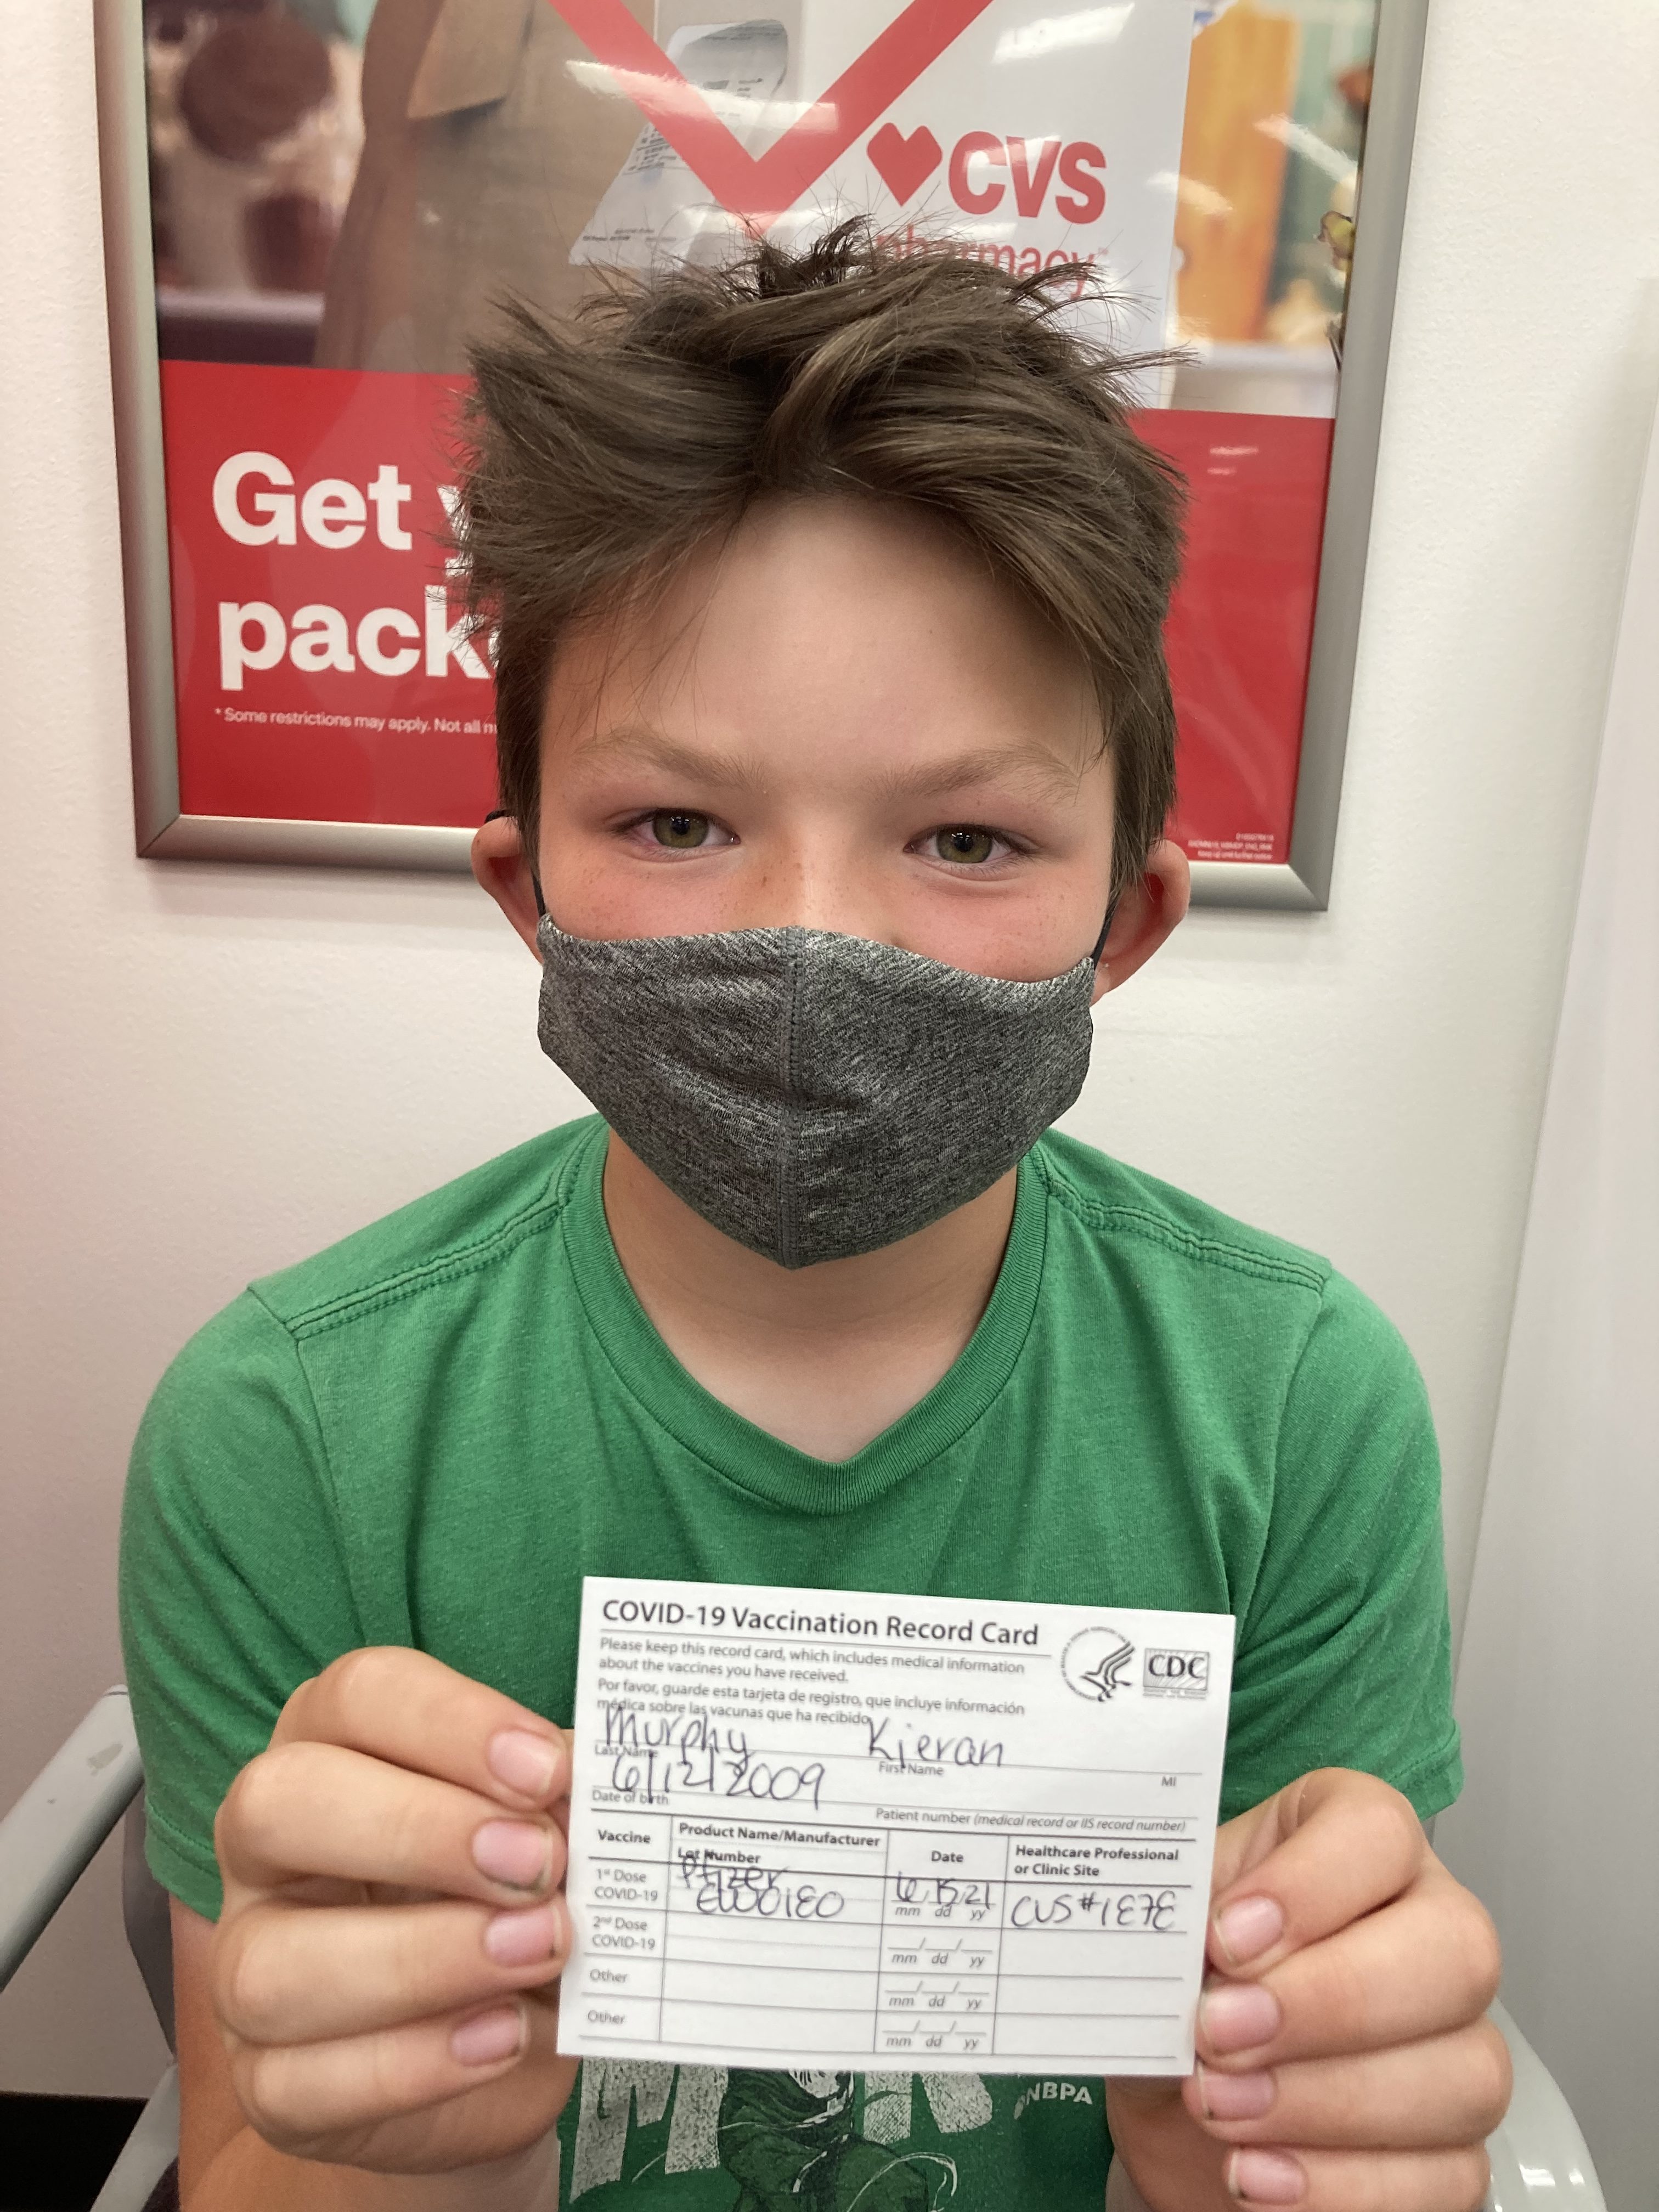 CVS
pharmacy
Get
pack
* Some restrictions may apply. Not all
COVID-19 Vaccination Record Card
Please keep this record card, which includes medical information
about the vaccines you have received.
Por favor, guarde esta tarjeta de registro, que incluye información
médica sobre las vacunas que ha recibido.
CDC
Murphy Kieran
Last Name First Name MI
6/12/2009
Date of birth Patient number (medical record or IIS record number)
Vaccine Product Name/Manufacturer Date Healthcare Professional
Lot Number or Clinic Site
1st Dose Pfizer 6 15 21 CVS #
COVID-19 mm dd yy
2nd Dose
COVID-19 mm dd yy
Other
mm dd yy
Other
mm dd yy
NBPA